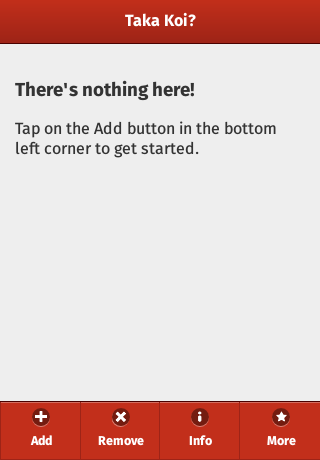 Taka Koi?
There's nothing here!
Tap on the Add button in the bottom
left corner to get started.
Add
Remove
Info
More